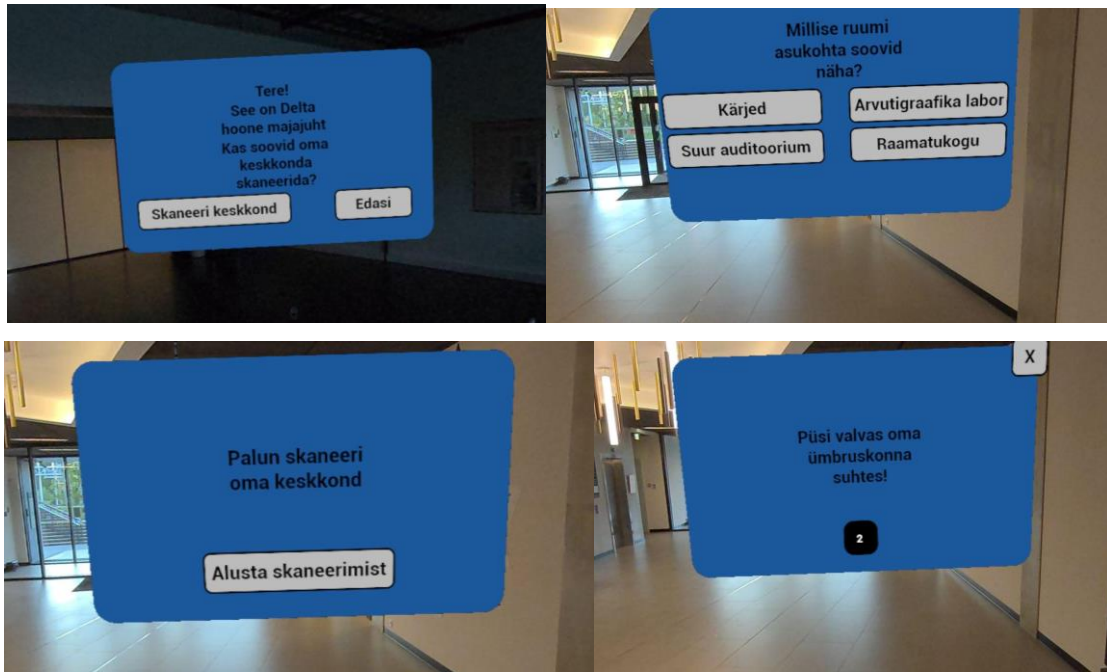 Tere!
See on Delta
hoone majajuht
Kas soovid oma
keskkonda
skaneerida?
Skaneeri keskkond
Edasi
Millise ruumi
asukohta soovid
näha?
Kärjed
Arvutigraafika labor
Suur auditoorium
Raamatukogu
Palun skaneeri
oma keskkond
Alusta skaneerimist
X
Püsi valvas oma
ümbruskonna
suhtes!
2